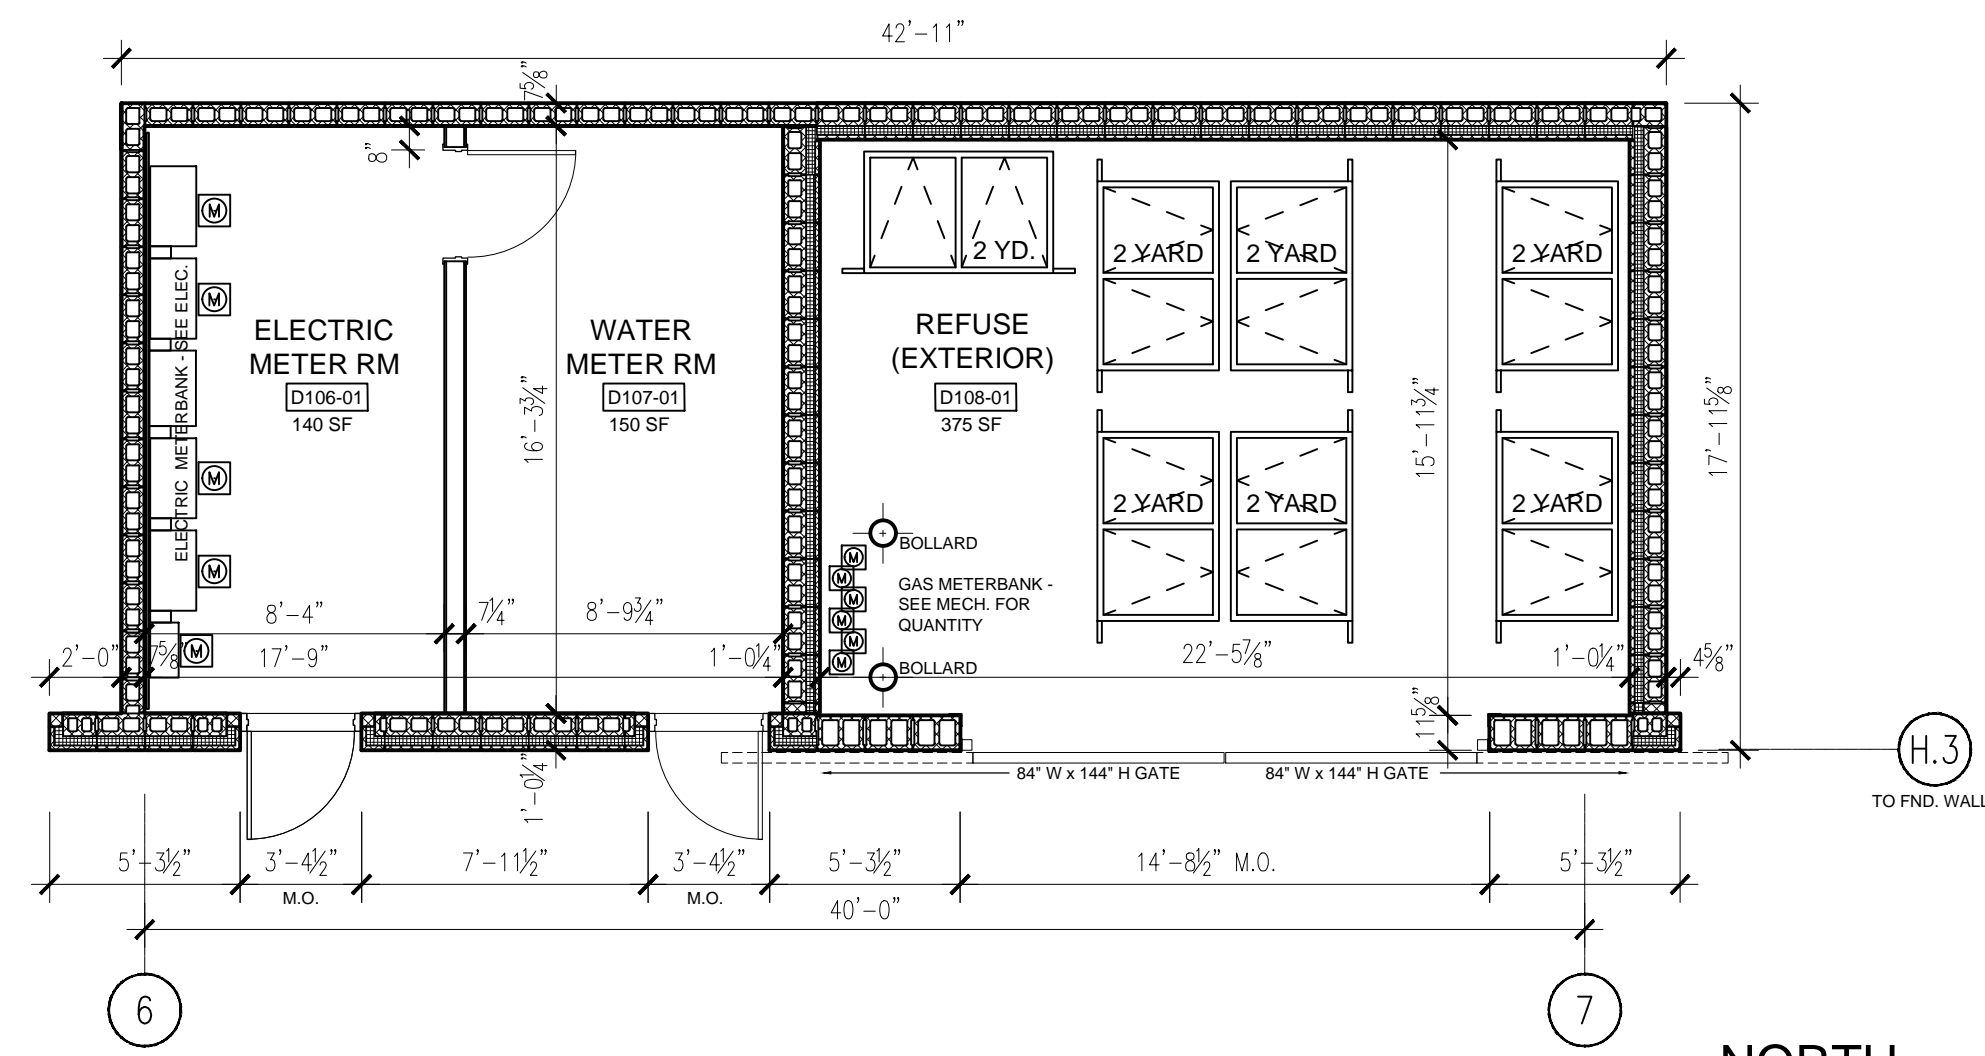 42'-11"
7⅝"
8"
ELECTRIC METERBANK - SEE ELEC.
M
M
M
M
M
ELECTRIC
METER RM
D106-01
140 SF
WATER
METER RM
D107-01
150 SF
16'-3¾"
2 YD.
2 YARD
2 YARD
2 YARD
REFUSE
(EXTERIOR)
D108-01
375 SF
2 YARD
2 YARD
2 YARD
15'-11¾"
17'-11⅝"
BOLLARD
M
M
M
M
M
M
GAS METERBANK -
SEE MECH. FOR
QUANTITY
BOLLARD
8'-4"
7¼"
8'-9¾"
2'-0"
7⅝"
17'-9"
1'-0¼"
22'-5⅞"
1'-0¼"
4⅝"
11⅝"
1'-0¼"
84" W x 144" H GATE
84" W x 144" H GATE
H.3
TO FND. WALL
5'-3½"
3'-4½"
M.O.
7'-11½"
3'-4½"
M.O.
5'-3½"
14'-8½" M.O.
5'-3½"
40'-0"
6
7
NORTH